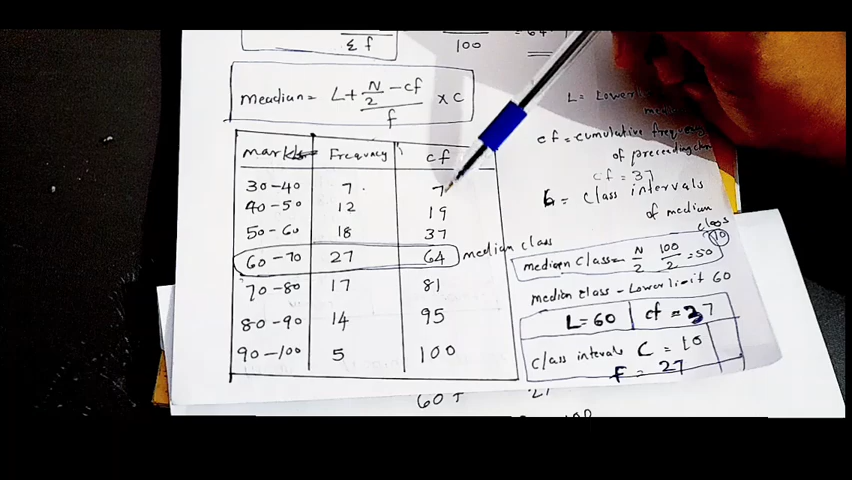 Σf
100
64
meadian = L + N/2 - cf / f × c
marks Frequency cf
30-40 7 7
40-50 12 19
50-60 18 37
60-70 27 64 median class
70-80 17 81
80-90 14 95
90-100 5 100
L = Lower
cf = cumulative frequency
of preceeding
cf = 37
= Class intervals
of median
class
10
median class = N/2 100/2 = 50
median class - Lower limit 60
L = 60 cf = 37
class interval C = 10
F = 27
60 +